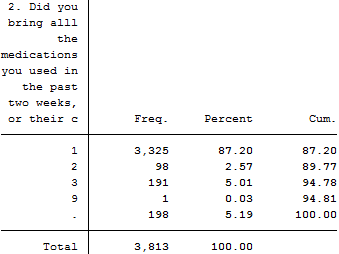 2. Did you
bring alll
the
medications
you used in
the past
two weeks,
or their c Freq. Percent Cum.
1 3,325 87.20 87.20
2 98 2.57 89.77
3 191 5.01 94.78
9 1 0.03 94.81
. 198 5.19 100.00
Total 3,813 100.00